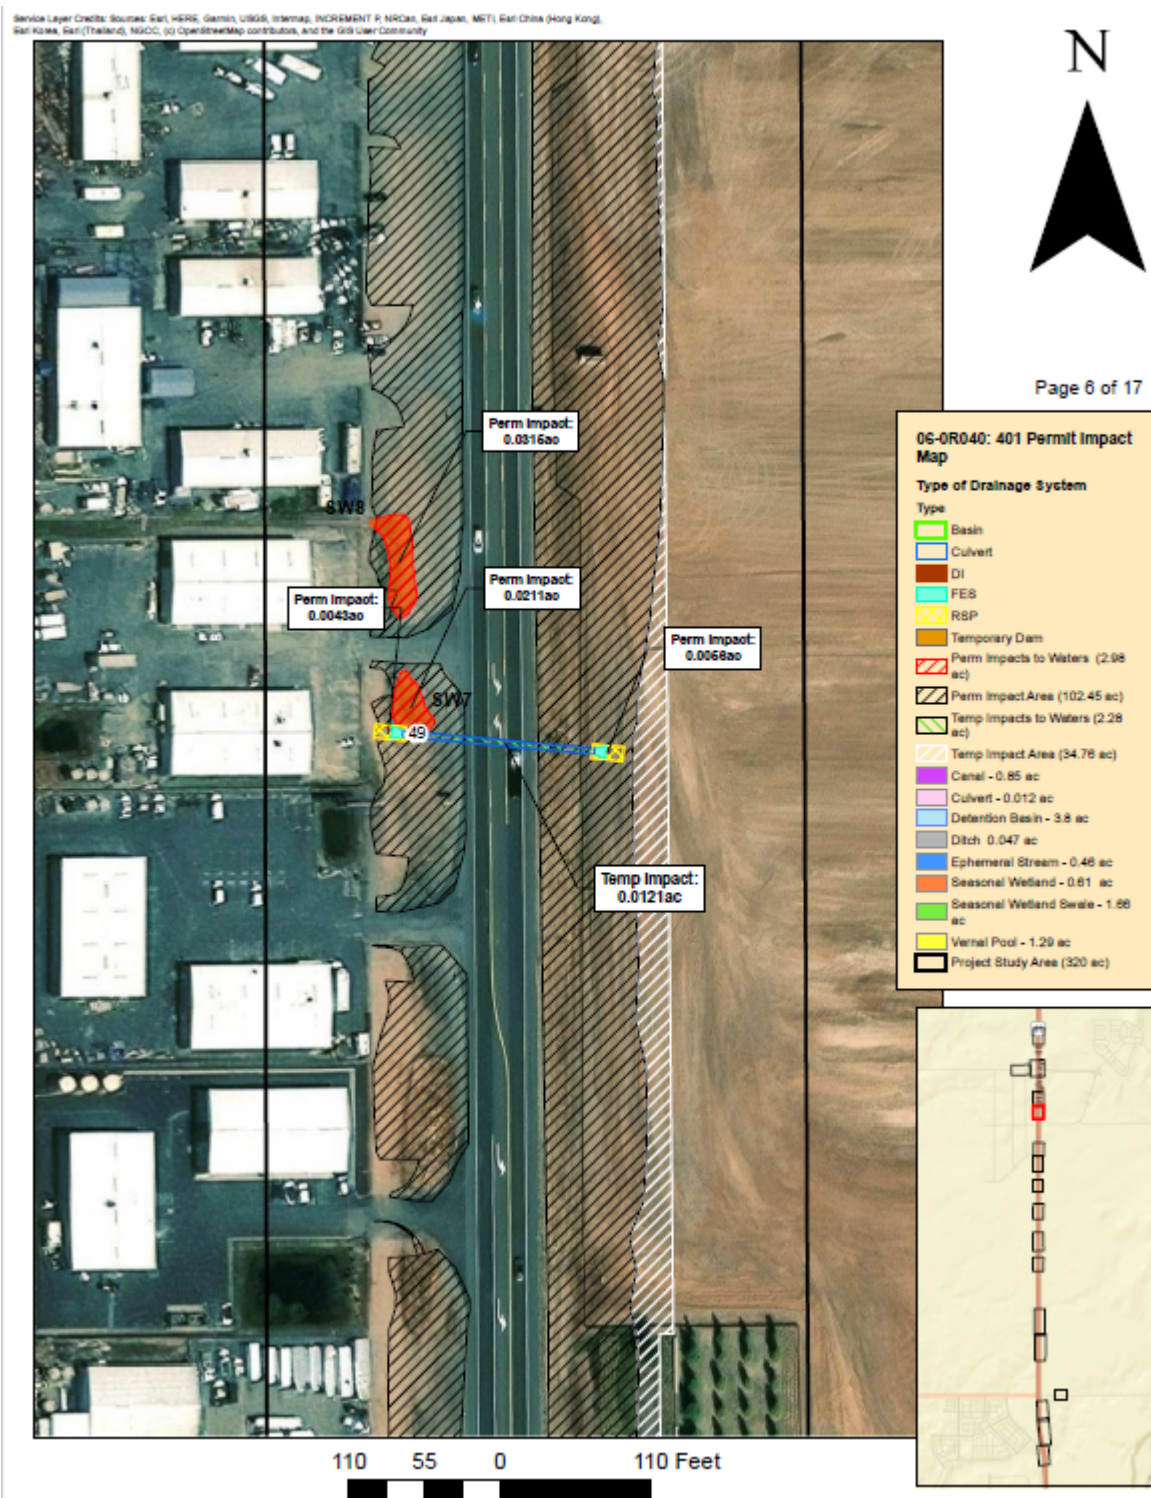 Service Layer Credits: Sources: Esri, HERE, Garmin, USGS, Intermap, INCREMENT P, NRCan, Esri Japan, METI, Esri China (Hong Kong),
Esri Korea, Esri (Thailand), NGCC, (c) OpenStreetMap contributors, and the GIS User Community
N
Page 6 of 17
Perm Impact:
0.0315ac
SW8
Perm Impact:
0.0211ac
Perm Impact:
0.0043ac
Perm Impact:
0.0056ac
SW7
49
Temp Impact:
0.0121ac
06-0R040: 401 Permit Impact
Map
Type of Drainage System
Type
Basin
Culvert
DI
FES
RSP
Temporary Dam
Perm Impacts to Waters (2.98
ac)
Perm Impact Area (102.45 ac)
Temp Impacts to Waters (2.28
ac)
Temp Impact Area (34.76 ac)
Canal - 0.85 ac
Culvert - 0.012 ac
Detention Basin - 3.8 ac
Ditch 0.047 ac
Ephemeral Stream - 0.46 ac
Seasonal Wetland - 0.61 ac
Seasonal Wetland Swale - 1.66
ac
Vernal Pool - 1.29 ac
Project Study Area (320 ac)
110 55 0 110 Feet